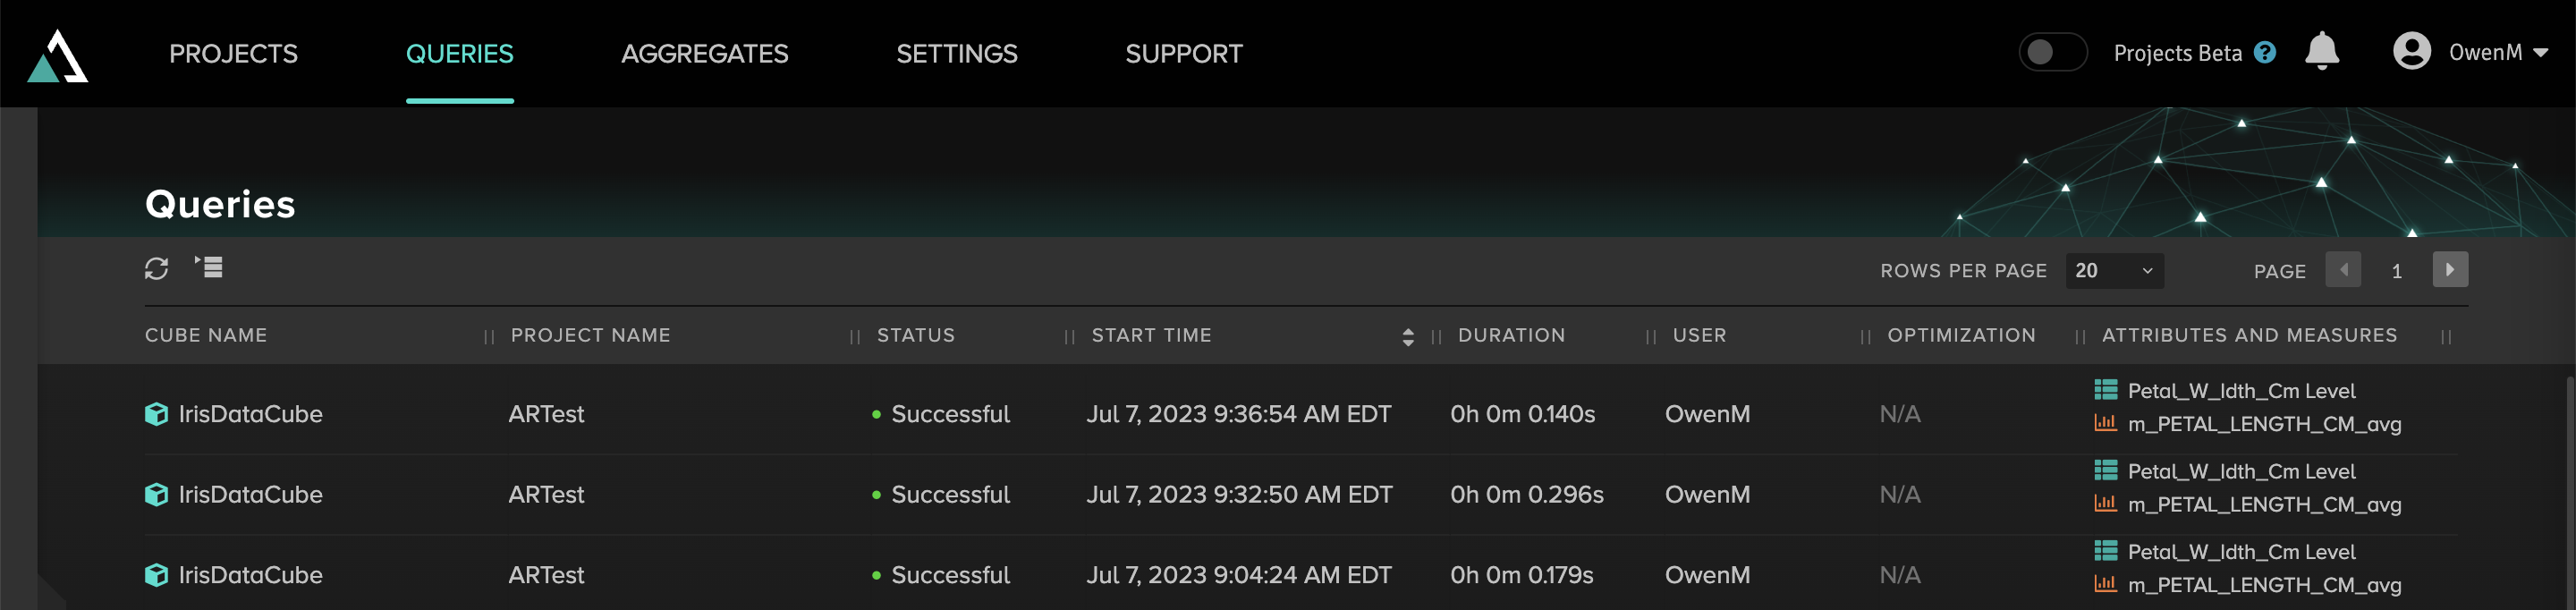 PROJECTS QUERIES AGGREGATES SETTINGS SUPPORT Projects Beta ? OwenM
Queries
ROWS PER PAGE 20 PAGE 1
CUBE NAME PROJECT NAME STATUS START TIME DURATION USER OPTIMIZATION ATTRIBUTES AND MEASURES
IrisDataCube ARTest Successful Jul 7, 2023 9:36:54 AM EDT 0h 0m 0.140s OwenM N/A Petal_W_Idth_Cm Level
m_PETAL_LENGTH_CM_avg
IrisDataCube ARTest Successful Jul 7, 2023 9:32:50 AM EDT 0h 0m 0.296s OwenM N/A Petal_W_Idth_Cm Level
m_PETAL_LENGTH_CM_avg
IrisDataCube ARTest Successful Jul 7, 2023 9:04:24 AM EDT 0h 0m 0.179s OwenM N/A Petal_W_Idth_Cm Level
m_PETAL_LENGTH_CM_avg